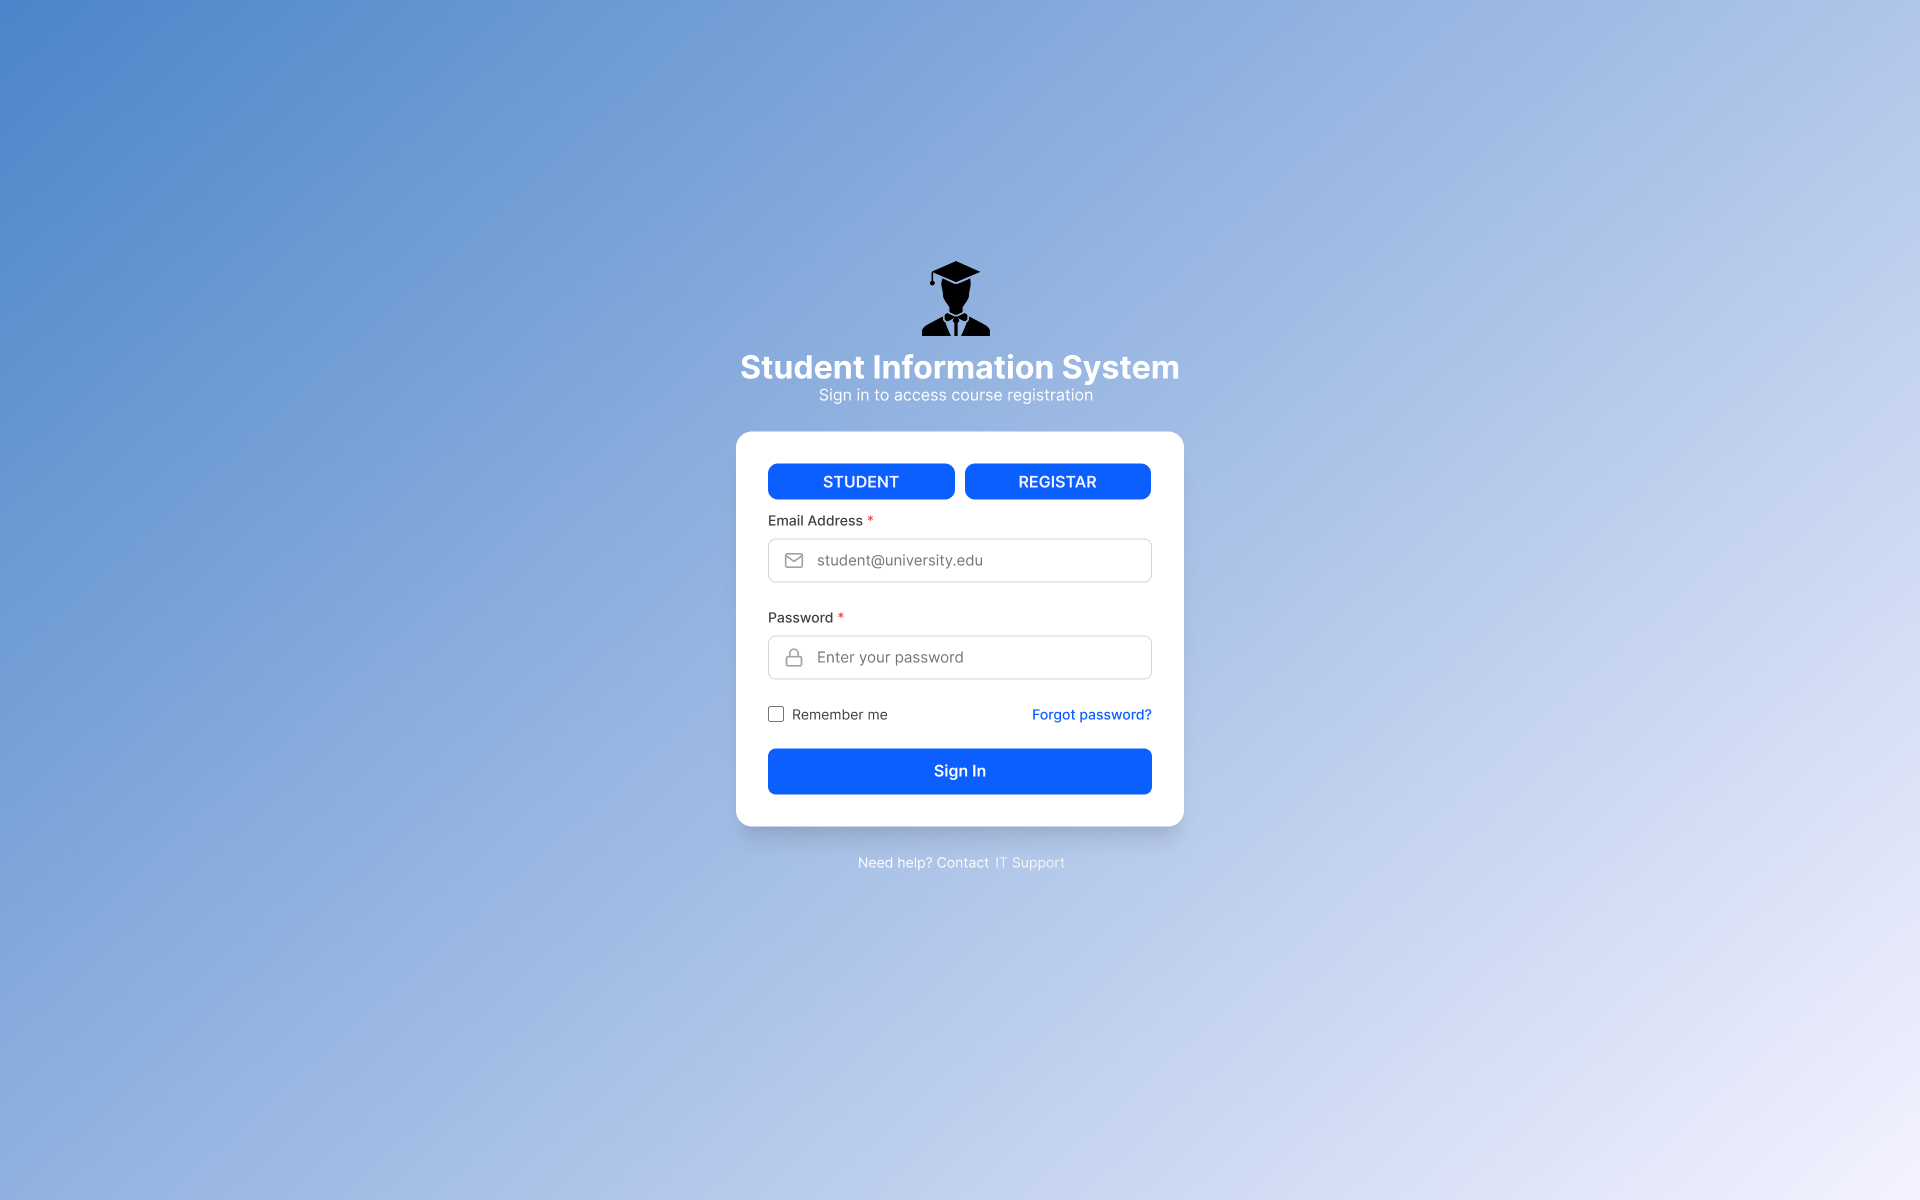 Student Information System
Sign in to access course registration
STUDENT REGISTAR
Email Address *
student@university.edu
Password *
Enter your password
Remember me Forgot password?
Sign In
Need help? Contact IT Support